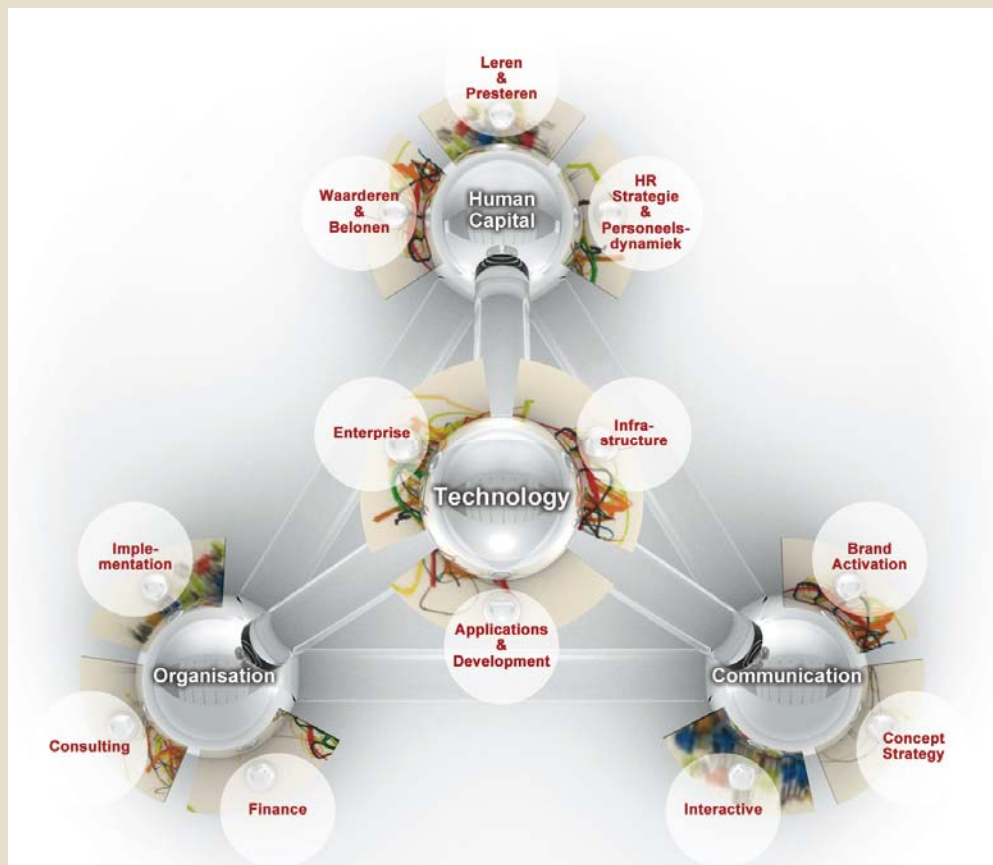 Leren
&
Presteren
Waarderen
&
Belonen
Human
Capital
HR
Strategie
&
Personeels-
dynamiek
Enterprise
Infra-
structure
Technology
Applications
&
Development
Imple-
mentation
Organisation
Consulting
Finance
Brand
Activation
Communication
Concept
Strategy
Interactive